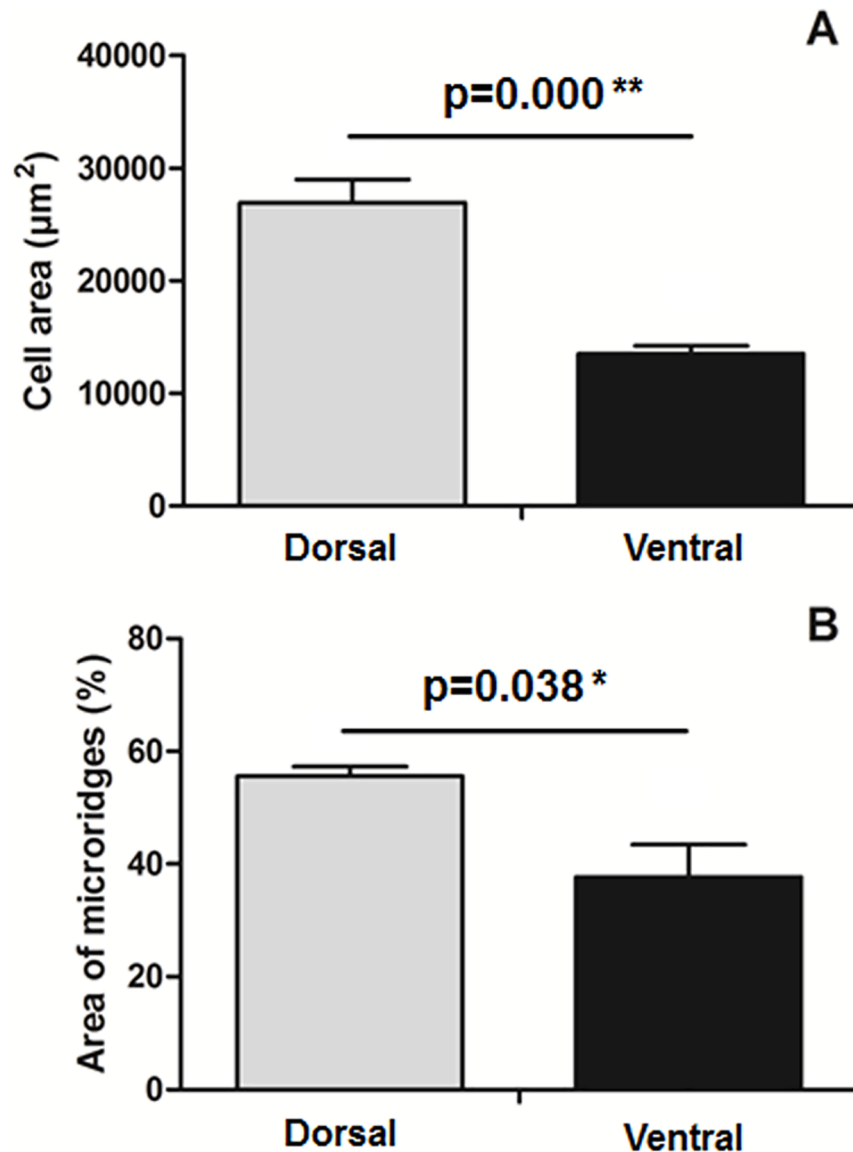 A
p=0.000 **
Cell area (µm²)
40000
30000
20000
10000
0
Dorsal Ventral
B
p=0.038 *
Area of microridges (%)
80
60
40
20
0
Dorsal Ventral